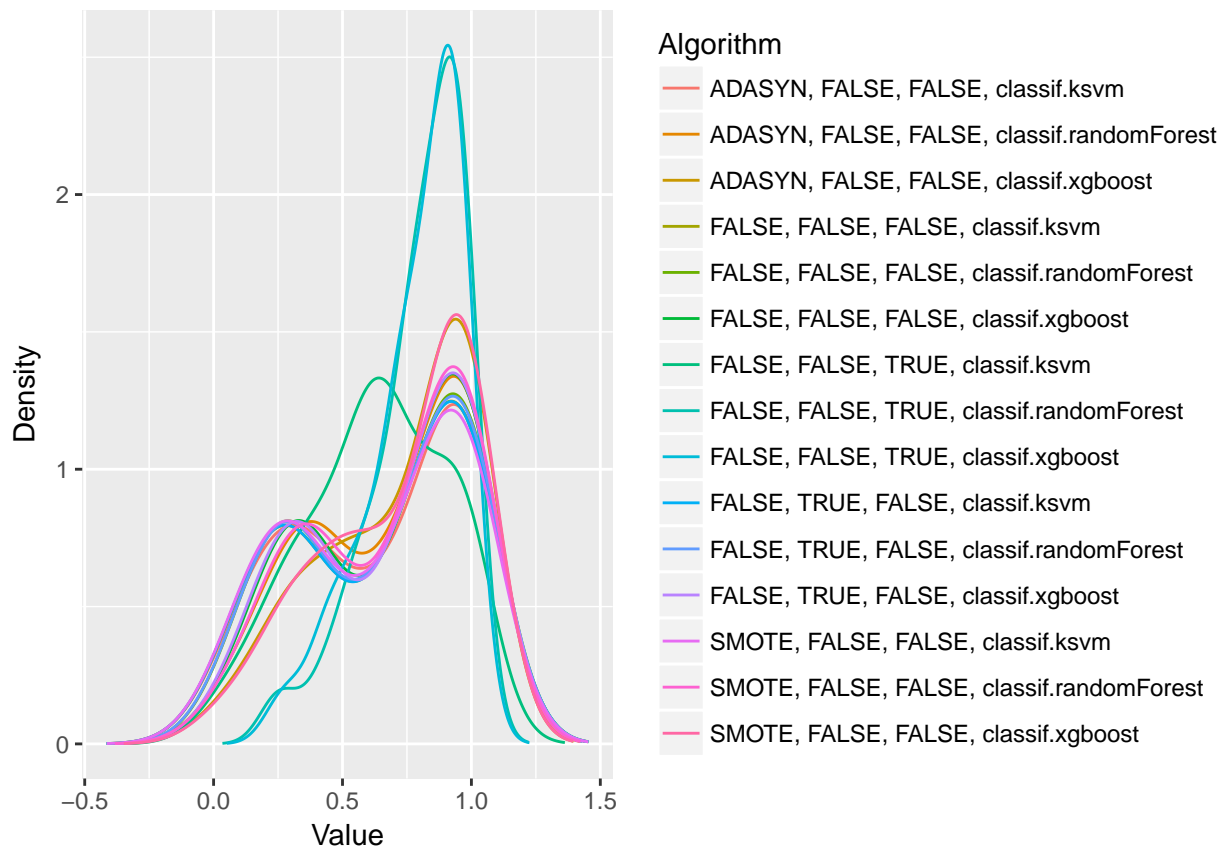 Density
2
1
0
−0.5
0.0
0.5
1.0
1.5
Value
Algorithm
ADASYN, FALSE, FALSE, classif.ksvm
ADASYN, FALSE, FALSE, classif.randomForest
ADASYN, FALSE, FALSE, classif.xgboost
FALSE, FALSE, FALSE, classif.ksvm
FALSE, FALSE, FALSE, classif.randomForest
FALSE, FALSE, FALSE, classif.xgboost
FALSE, FALSE, TRUE, classif.ksvm
FALSE, FALSE, TRUE, classif.randomForest
FALSE, FALSE, TRUE, classif.xgboost
FALSE, TRUE, FALSE, classif.ksvm
FALSE, TRUE, FALSE, classif.randomForest
FALSE, TRUE, FALSE, classif.xgboost
SMOTE, FALSE, FALSE, classif.ksvm
SMOTE, FALSE, FALSE, classif.randomForest
SMOTE, FALSE, FALSE, classif.xgboost